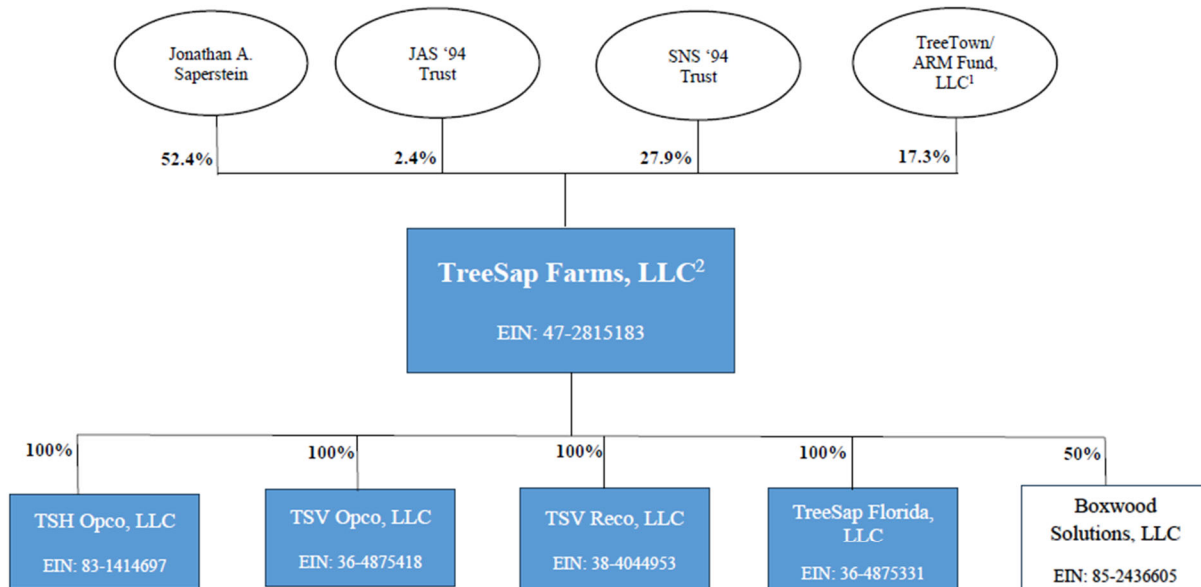 Jonathan A.
Saperstein
JAS ‘94
Trust
SNS ‘94
Trust
TreeTown/
ARM Fund,
LLC¹
52.4%
2.4%
27.9%
17.3%
TreeSap Farms, LLC²
EIN: 47-2815183
100%
100%
100%
100%
50%
TSH Opco, LLC
EIN: 83-1414697
TSV Opco, LLC
EIN: 36-4875418
TSV Reco, LLC
EIN: 38-4044953
TreeSap Florida,
LLC
EIN: 36-4875331
Boxwood
Solutions, LLC
EIN: 85-2436605